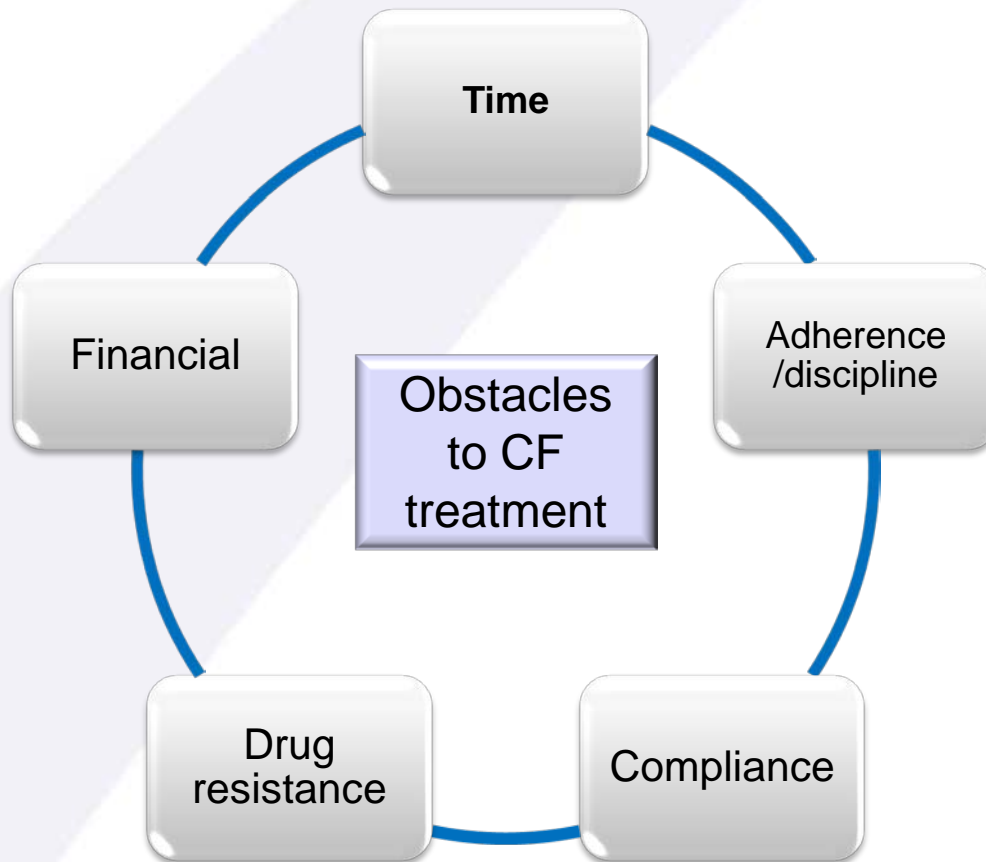 Time
Financial
Adherence
/discipline
Obstacles
to CF
treatment
Drug
resistance
Compliance